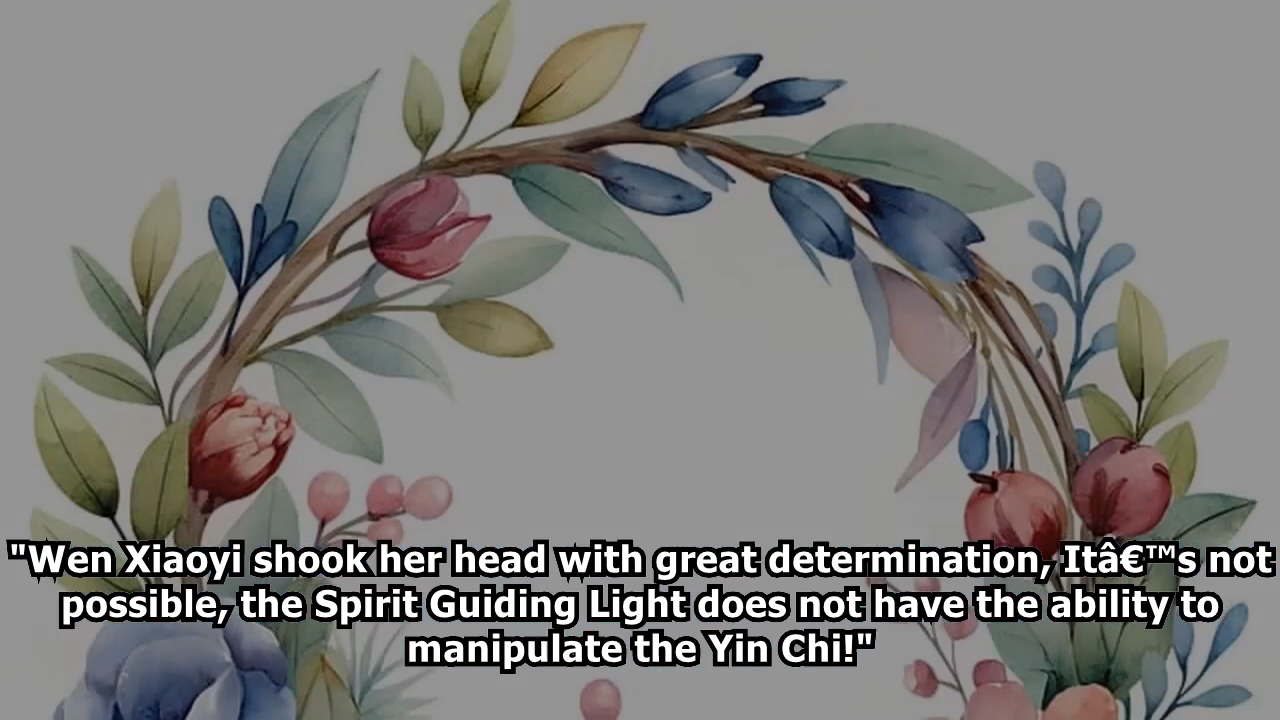 "Wen Xiaoyi shook her head with great determination, Itâ€™s not
possible, the Spirit Guiding Light does not have the ability to
manipulate the Yin Chi!"